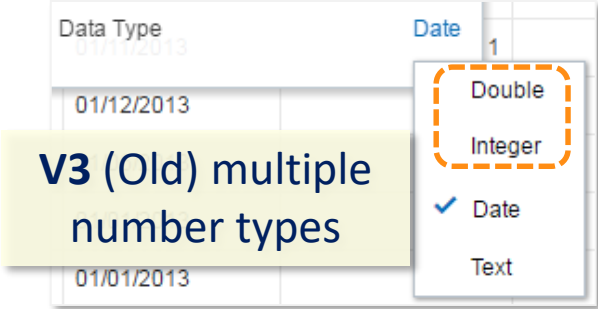 Data Type
Date
01/11/2013
1
Double
01/12/2013
Integer
V3 (Old) multiple
number types
Date
Text
01/01/2013